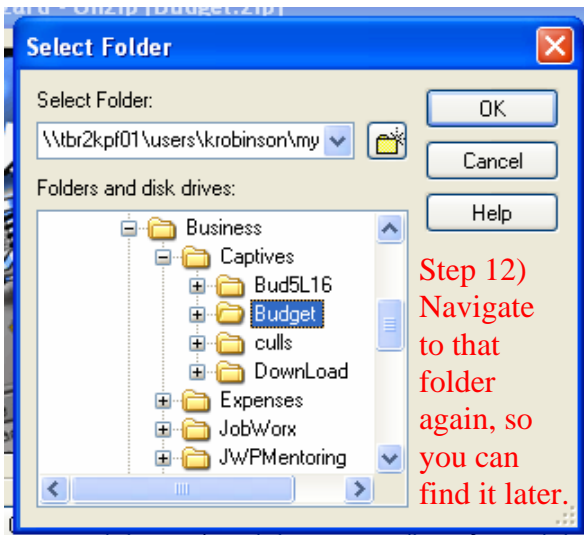 Select Folder
Select Folder:
\\tbr2kpf01\users\krobinson\my
Folders and disk drives:
Business
Captives
Bud5L16
Budget
culls
DownLoad
Expenses
JobWorx
JWPMentoring
OK
Cancel
Help
Step 12)
Navigate
to that
folder
again, so
you can
find it later.